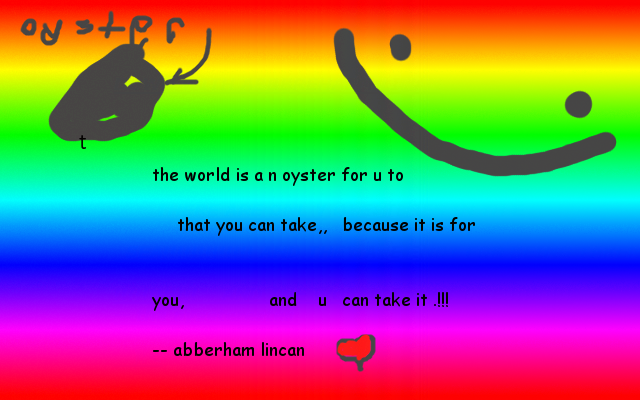 t
the world is a n oyster for u to
that you can take,, because it is for
you, and u can take it .!!!
-- abberham lincan